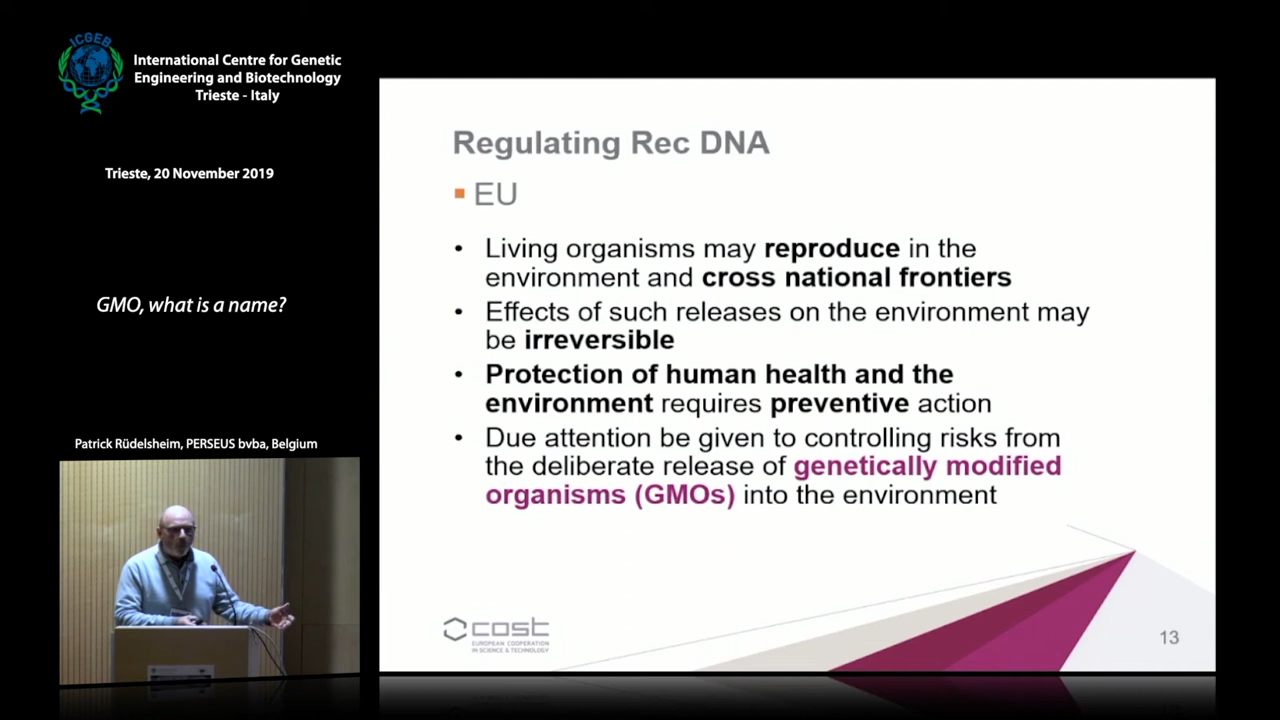 ICGEB
International Centre for Genetic
Engineering and Biotechnology
Trieste - Italy
Trieste, 20 November 2019
GMO, what is a name?
Patrick Rüdelsheim, PERSEUS bvba, Belgium
Regulating Rec DNA
EU
• Living organisms may reproduce in the
environment and cross national frontiers
• Effects of such releases on the environment may
be irreversible
• Protection of human health and the
environment requires preventive action
• Due attention be given to controlling risks from
the deliberate release of genetically modified
organisms (GMOs) into the environment
cost
EUROPEAN COOPERATION
IN SCIENCE & TECHNOLOGY
13